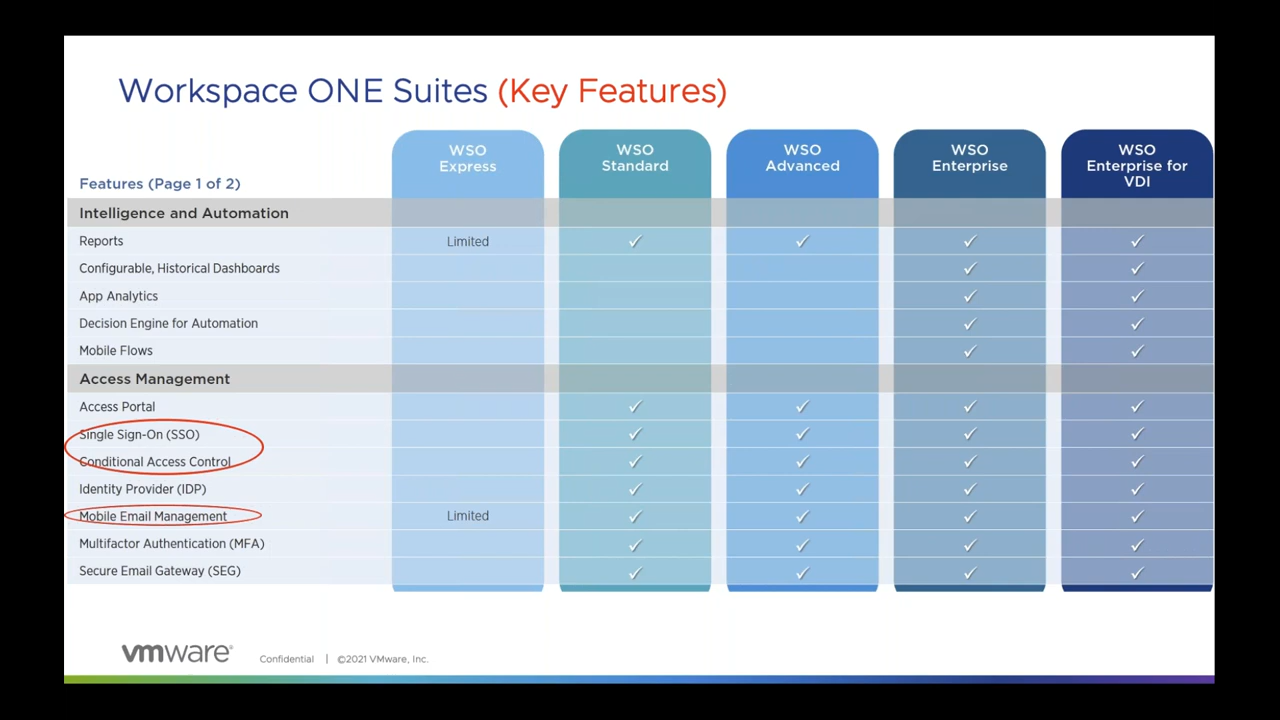 Workspace ONE Suites (Key Features)
Features (Page 1 of 2)
WSO
Express
WSO
Standard
WSO
Advanced
WSO
Enterprise
WSO
Enterprise for
VDI
Intelligence and Automation
Reports
Limited
✓ ✓ ✓ ✓
Configurable, Historical Dashboards
✓ ✓
App Analytics
✓ ✓
Decision Engine for Automation
✓ ✓
Mobile Flows
✓ ✓
Access Management
Access Portal
✓ ✓ ✓ ✓
Single Sign-On (SSO)
✓ ✓ ✓ ✓
Conditional Access Control
✓ ✓ ✓ ✓
Identity Provider (IDP)
✓ ✓ ✓ ✓
Mobile Email Management
Limited
✓ ✓ ✓ ✓
Multifactor Authentication (MFA)
✓ ✓ ✓ ✓
Secure Email Gateway (SEG)
✓ ✓ ✓ ✓
vmware®
Confidential | ©2021 VMware, Inc.